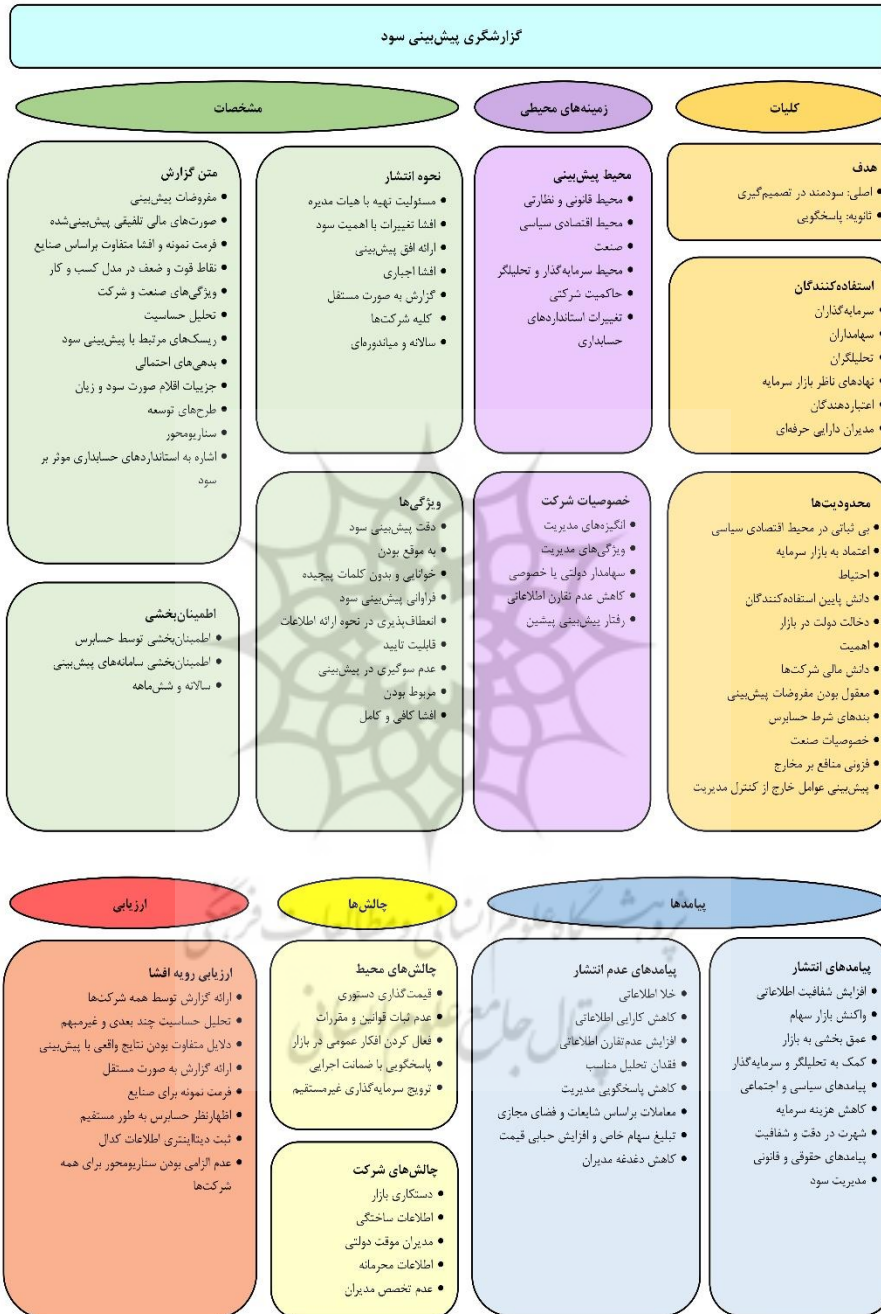 گزارشگری پیش‌بینی سود
کلیات
هدف
• اصلی: سودمند در تصمیم‌گیری
• ثانویه: پاسخگویی
استفاده‌کنندگان
• سرمایه‌گذاران
• سهامداران
• تحلیلگران
• نهادهای ناظر بازار سرمایه
• اعتباردهندگان
• مدیران دارایی حرفه‌ای
محدودیت‌ها
• بی ثباتی در محیط اقتصادی سیاسی
• اعتماد به بازار سرمایه
• احتیاط
• دانش پایین استفاده‌کنندگان
• دخالت دولت در بازار
• اهمیت
• دانش مالی شرکت‌ها
• معقول بودن مفروضات پیش‌بینی
• بندهای شرط حسابرس
• خصوصیات صنعت
• فزونی منافع بر مخارج
• پیش‌بینی عوامل خارج از کنترل مدیریت
زمینه‌های محیطی
محیط پیش‌بینی
• محیط قانونی و نظارتی
• محیط اقتصادی سیاسی
• صنعت
• محیط سرمایه‌گذار و تحلیلگر
• حاکمیت شرکتی
• تغییرات استانداردهای
حسابداری
خصوصیات شرکت
• انگیزه‌های مدیریت
• ویژگی‌های مدیریت
• سهامدار دولتی یا خصوصی
• کاهش عدم تقارن اطلاعاتی
• رفتار پیش‌بینی پیشین
مشخصات
نحوه انتشار
• مسئولیت تهیه با هیات مدیره
• افشا تغییرات با اهمیت سود
• ارائه افق پیش‌بینی
• افشا اجباری
• گزارش به صورت مستقل
• کلیه شرکت‌ها
• سالانه و میاندوره‌ای
ویژگی‌ها
• دقت پیش‌بینی سود
• به موقع بودن
• خوانایی و بدون کلمات پیچیده
• فراوانی پیش‌بینی سود
• انعطاف‌پذیری در نحوه ارائه اطلاعات
• قابلیت تایید
• عدم سوگیری در پیش‌بینی
• مربوط بودن
• افشا کافی و کامل
متن گزارش
• مفروضات پیش‌بینی
• صورت‌های مالی تلفیقی پیش‌بینی‌شده
• فرمت نمونه و افشا متفاوت براساس صنایع
• نقاط قوت و ضعف در مدل کسب و کار
• ویژگی‌های صنعت و شرکت
• تحلیل حساسیت
• ریسک‌های مرتبط با پیش‌بینی سود
• بدهی‌های احتمالی
• جزییات اقلام صورت سود و زیان
• طرح‌های توسعه
• سناریومحور
• اشاره به استانداردهای حسابداری موثر بر
سود
اطمینان‌بخشی
• اطمینان‌بخشی توسط حسابرس
• اطمینان‌بخشی سامانه‌های پیش‌بینی
• سالانه و شش‌ماهه
پیامدها
پیامدهای انتشار
• افزایش شفافیت اطلاعاتی
• واکنش بازار سهام
• عمق بخشی به بازار
• کمک به تحلیلگر و سرمایه‌گذار
• پیامدهای سیاسی و اجتماعی
• کاهش هزینه سرمایه
• شهرت در دقت و شفافیت
• پیامدهای حقوقی و قانونی
• مدیریت سود
پیامدهای عدم انتشار
• خلا اطلاعاتی
• کاهش کارایی اطلاعاتی
• افزایش عدم‌تقارن اطلاعاتی
• فقدان تحلیل مناسب
• کاهش پاسخگویی مدیریت
• معاملات براساس شایعات و فضای مجازی
• تبلیغ سهام خاص و افزایش حبابی قیمت
• کاهش دغدغه مدیران
چالش‌ها
چالش‌های محیط
• قیمت‌گذاری دستوری
• عدم ثبات قوانین و مقررات
• فعال کردن افکار عمومی در بازار
• پاسخگویی با ضمانت اجرایی
• ترویج سرمایه‌گذاری غیرمستقیم
چالش‌های شرکت
• دستکاری بازار
• اطلاعات ساختگی
• مدیران موقت دولتی
• اطلاعات محرمانه
• عدم تخصص مدیران
ارزیابی
ارزیابی رویه افشا
• ارائه گزارش توسط همه شرکت‌ها
• تحلیل حساسیت چند بعدی و غیرمبهم
• دلایل متفاوت بودن نتایج واقعی با پیش‌بینی
• ارائه گزارش به صورت مستقل
• فرمت نمونه برای صنایع
• اظهارنظر حسابرس به طور مستقیم
• ثبت دیتااینتری اطلاعات کدال
• عدم الزامی بودن سناریومحور برای همه
شرکت‌ها
پژوهشگاه علوم انسانی و مطالعات فرهنگی
پرتال جامع علوم انسانی